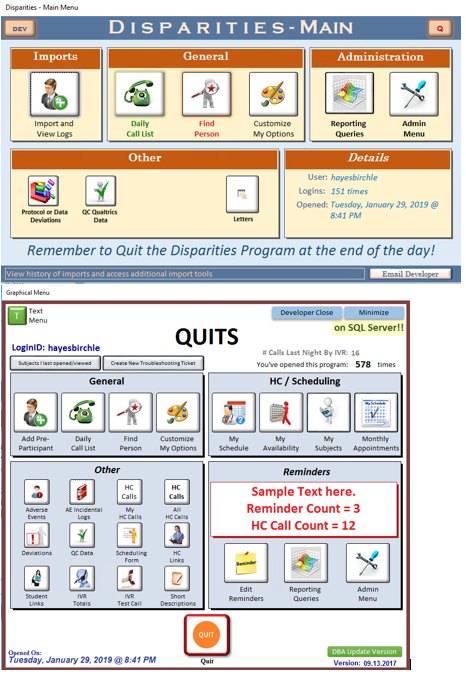 Disparities - Main Menu
DEV
DISPARITIES-MAIN
Q
Imports
General
Administration
Import and
View Logs
Daily
Call List
Find
Person
Customize
My Options
Reporting
Queries
Admin
Menu
Other
Details
Protocol or Data
Deviations
QC Qualtrics
Data
Letters
User: hayesbirchle
Logins: 151 times
Opened: Tuesday, January 29, 2019 @
8:41 PM
Remember to Quit the Disparities Program at the end of the day!
View history of imports and access additional import tools
Email Developer
Graphical Menu
T
Text
Menu
Developer Close
Minimize
QUITS
on SQL Server!!
LoginID: hayesbirchle
# Calls Last Night By IVR: 16
Subjects I last opened/viewed
Create New Troubleshooting Ticket
You've opened this program: 578 times
General
HC / Scheduling
My Schedule
Add Pre-
Participant
Daily
Call List
Find
Person
Customize
My Options
My
Schedule
My
Availability
My
Subjects
Monthly
Appointments
Other
Reminders
HC
Calls
HC
Calls
Adverse
Events
AE Incidental
Logs
My
HC Calls
All
HC Calls
Sample Text here.
Reminder Count = 3
HC Call Count = 12
Deviations
QC Data
Scheduling
Form
HC
Links
Reminder
Student
Links
IVR
Totals
IVR
Test Call
Short
Descriptions
Edit
Reminders
Reporting
Queries
Admin
Menu
QUIT
Quit
Opened On:
Tuesday, January 29, 2019 @ 8:41 PM
DBA Update Version
Version: 09.13.2017